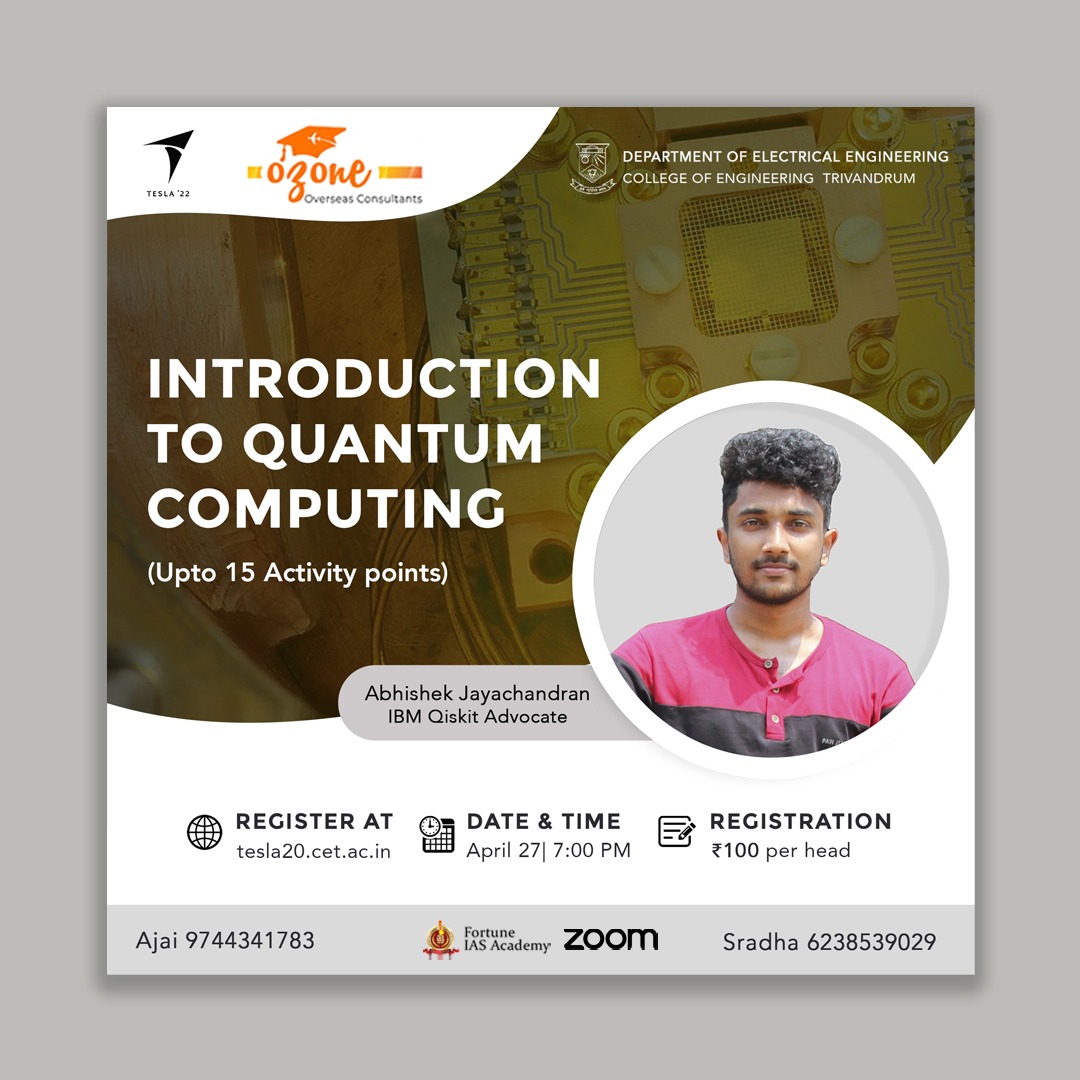 TESLA '22
ozone
Overseas Consultants
DEPARTMENT OF ELECTRICAL ENGINEERING
COLLEGE OF ENGINEERING TRIVANDRUM
INTRODUCTION
TO QUANTUM
COMPUTING
(Upto 15 Activity points)
Abhishek Jayachandran
IBM Qiskit Advocate
REGISTER AT
tesla20.cet.ac.in
DATE & TIME
April 27| 7:00 PM
REGISTRATION
₹100 per head
Ajai 9744341783
Fortune
IAS Academy
zoom
Sradha 6238539029